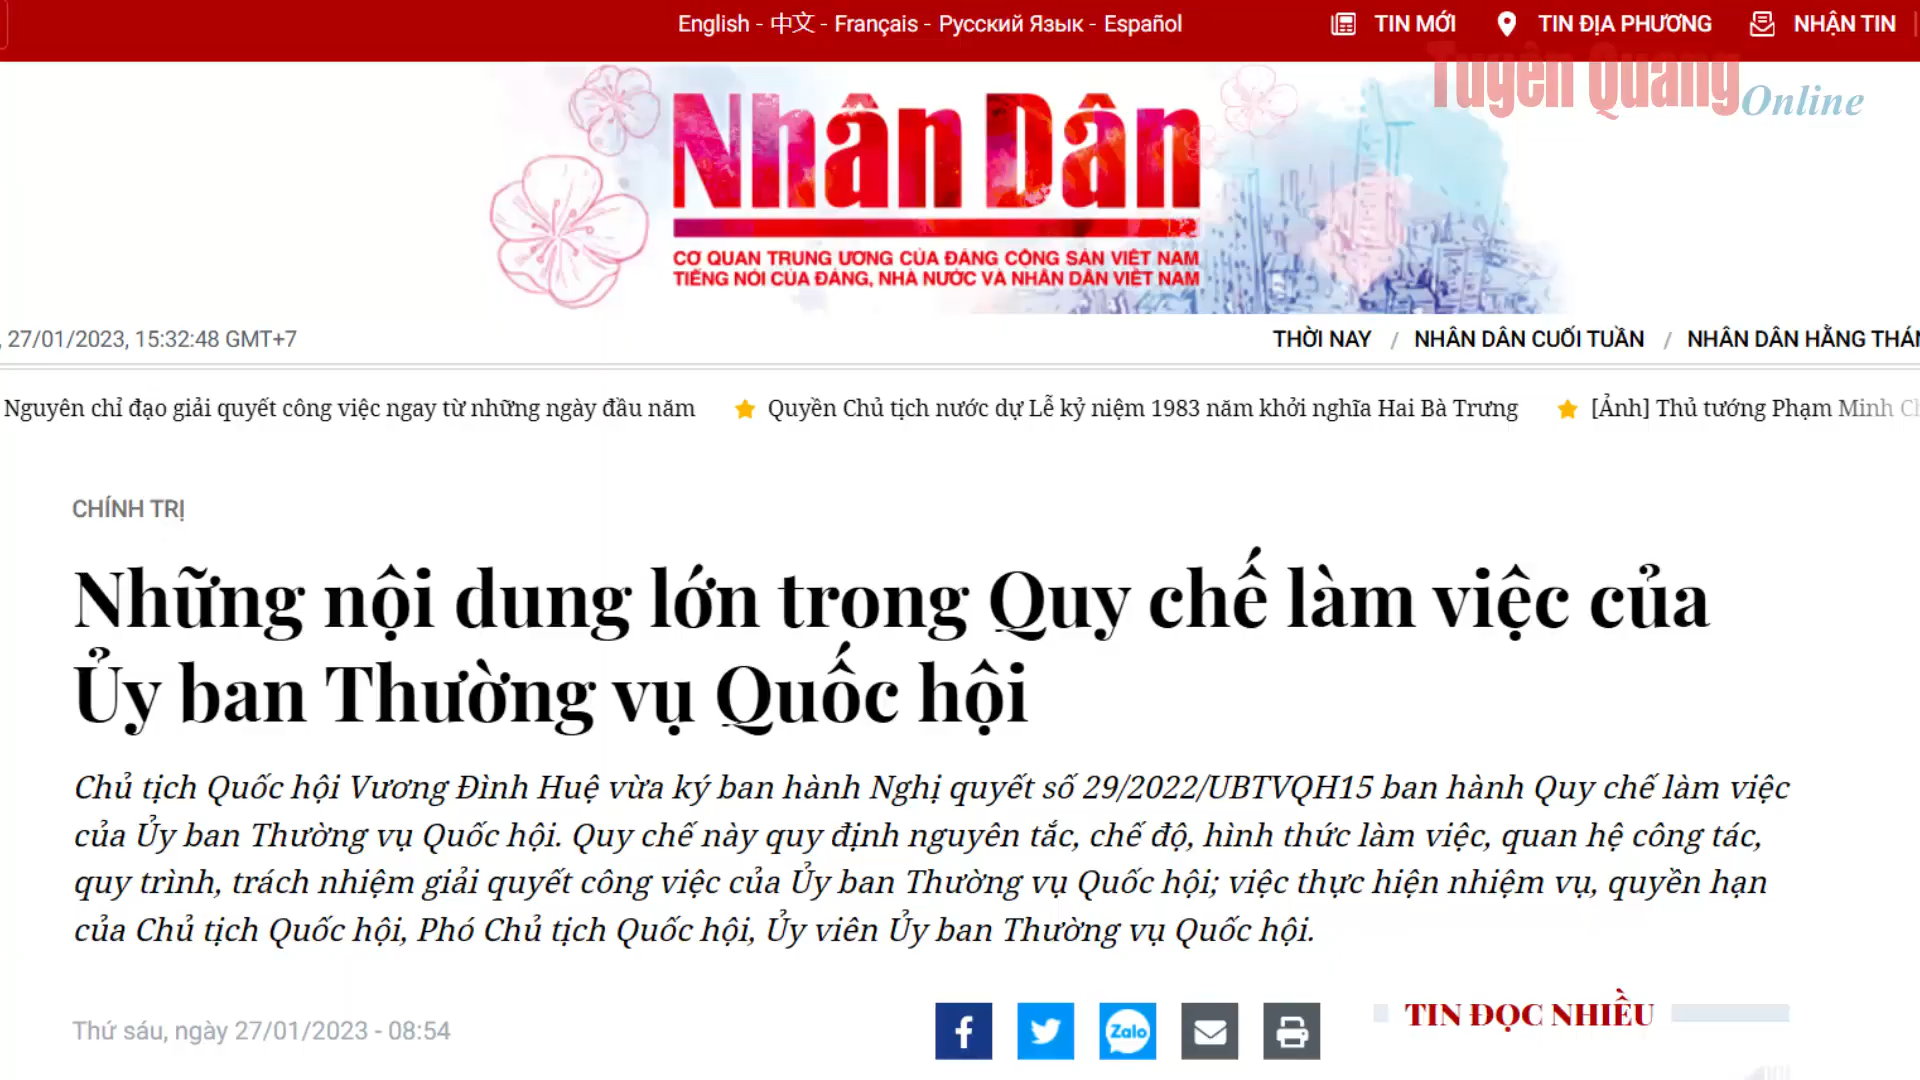 English - 中文 - Français - Русский Язык - Español
TIN MỚI
TIN ĐỊA PHƯƠNG
NHẬN TIN
Tuyên Quang Online
Nhân Dân
CƠ QUAN TRUNG ƯƠNG CỦA ĐẢNG CỘNG SẢN VIỆT NAM
TIẾNG NÓI CỦA ĐẢNG, NHÀ NƯỚC VÀ NHÂN DÂN VIỆT NAM
, 27/01/2023, 15:32:48 GMT+7
THỜI NAY / NHÂN DÂN CUỐI TUẦN / NHÂN DÂN HẰNG THÁN
Nguyên chỉ đạo giải quyết công việc ngay từ những ngày đầu năm
Quyền Chủ tịch nước dự Lễ kỷ niệm 1983 năm khởi nghĩa Hai Bà Trưng
[Ảnh] Thủ tướng Phạm Minh Ch
CHÍNH TRỊ
Những nội dung lớn trong Quy chế làm việc của
Ủy ban Thường vụ Quốc hội
Chủ tịch Quốc hội Vương Đình Huệ vừa ký ban hành Nghị quyết số 29/2022/UBTVQH15 ban hành Quy chế làm việc
của Ủy ban Thường vụ Quốc hội. Quy chế này quy định nguyên tắc, chế độ, hình thức làm việc, quan hệ công tác,
quy trình, trách nhiệm giải quyết công việc của Ủy ban Thường vụ Quốc hội; việc thực hiện nhiệm vụ, quyền hạn
của Chủ tịch Quốc hội, Phó Chủ tịch Quốc hội, Ủy viên Ủy ban Thường vụ Quốc hội.
Thứ sáu, ngày 27/01/2023 - 08:54
Zalo
TIN ĐỌC NHIỀU